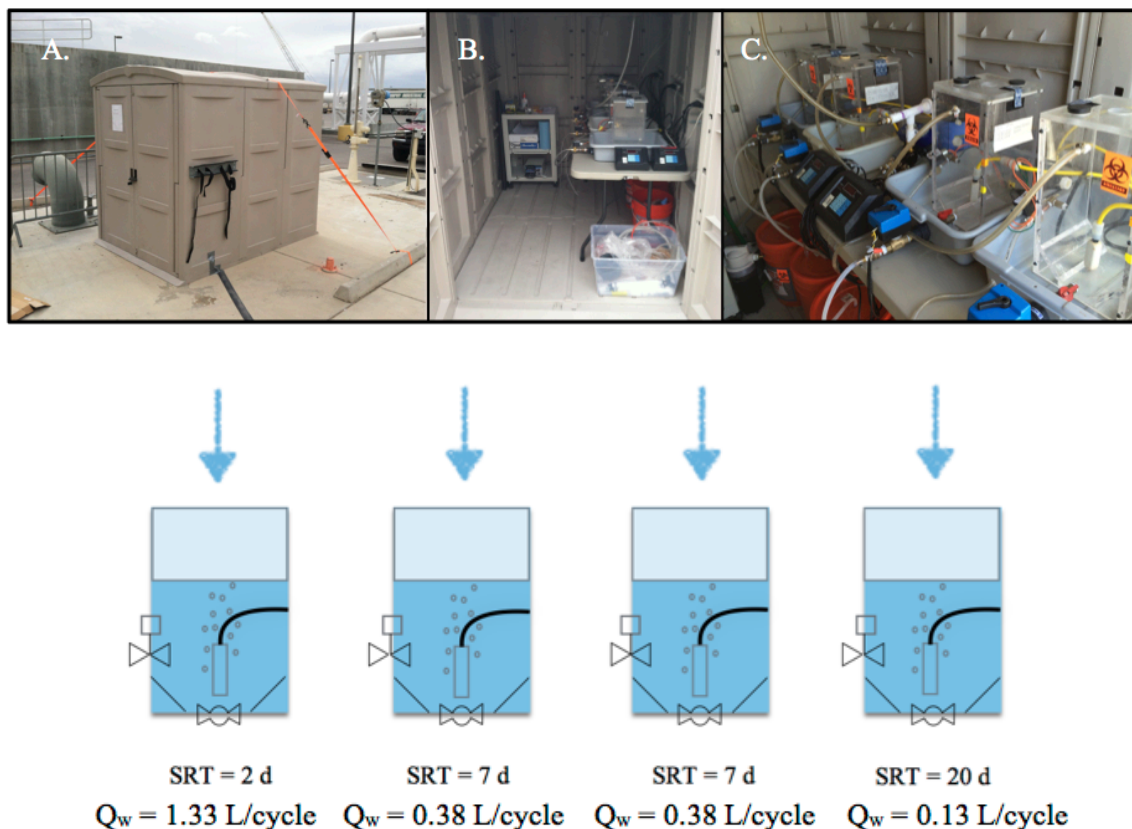 A.
B.
C.
SRT = 2 d
SRT = 7 d
SRT = 7 d
SRT = 20 d
Qw = 1.33 L/cycle
Qw = 0.38 L/cycle
Qw = 0.38 L/cycle
Qw = 0.13 L/cycle